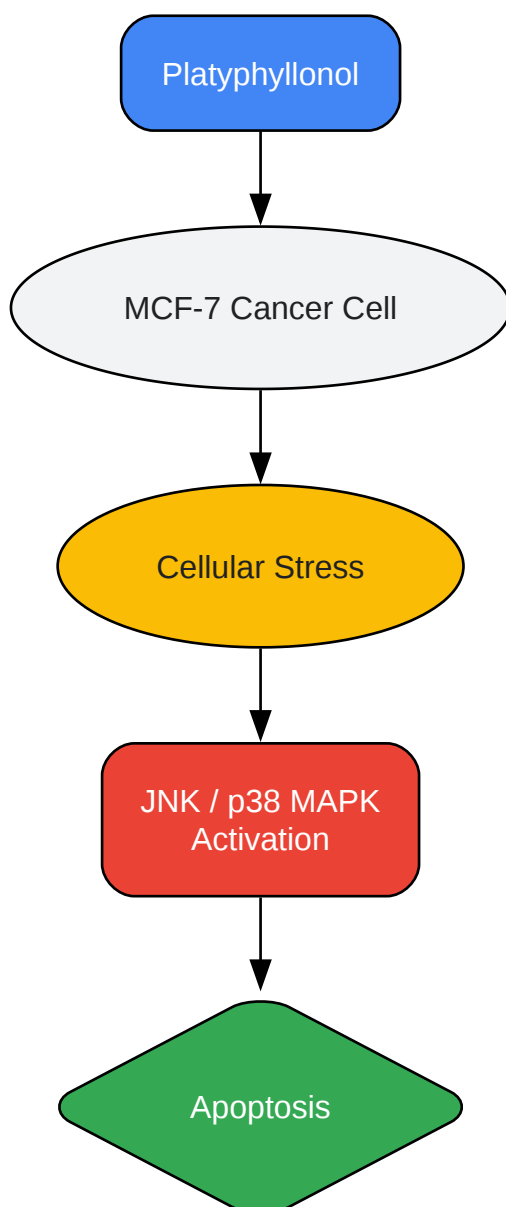 Platyphyllonol
MCF-7 Cancer Cell
Cellular Stress
JNK / p38 MAPK
Activation
Apoptosis